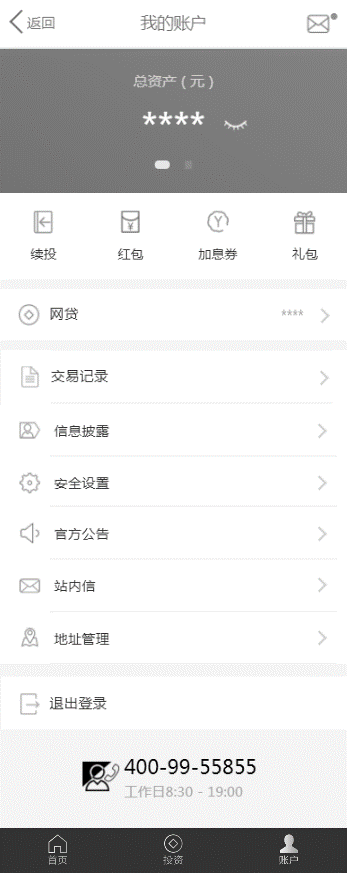 返回
我的账户
总资产（元）
****
续投
红包
加息券
礼包
网贷
****
交易记录
信息披露
安全设置
官方公告
站内信
地址管理
退出登录
400-99-55855
工作日8:30 - 19:00
首页
投资
账户